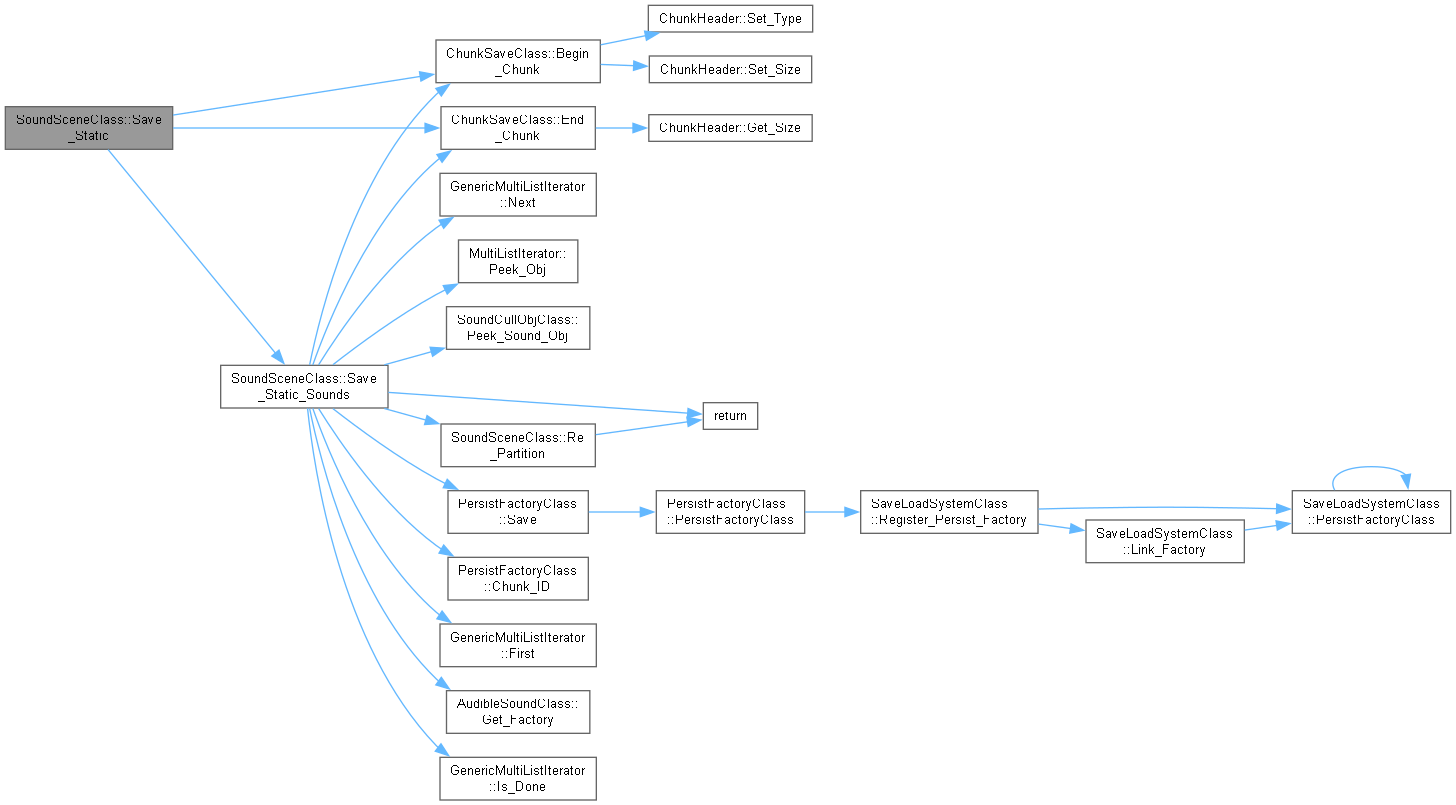 ChunkHeader::Set_Type
ChunkSaveClass::Begin
_Chunk
ChunkHeader::Set_Size
SoundSceneClass::Save
_Static
ChunkSaveClass::End
_Chunk
ChunkHeader::Get_Size
GenericMultiListIterator
::Next
MultiListIterator::
Peek_Obj
SoundCullObjClass::
Peek_Sound_Obj
SoundSceneClass::Save
_Static_Sounds
return
SoundSceneClass::Re
_Partition
PersistFactoryClass
::Save
PersistFactoryClass
::PersistFactoryClass
SaveLoadSystemClass
::Register_Persist_Factory
SaveLoadSystemClass
::PersistFactoryClass
SaveLoadSystemClass
::Link_Factory
PersistFactoryClass
::Chunk_ID
GenericMultiListIterator
::First
AudibleSoundClass::
Get_Factory
GenericMultiListIterator
::Is_Done